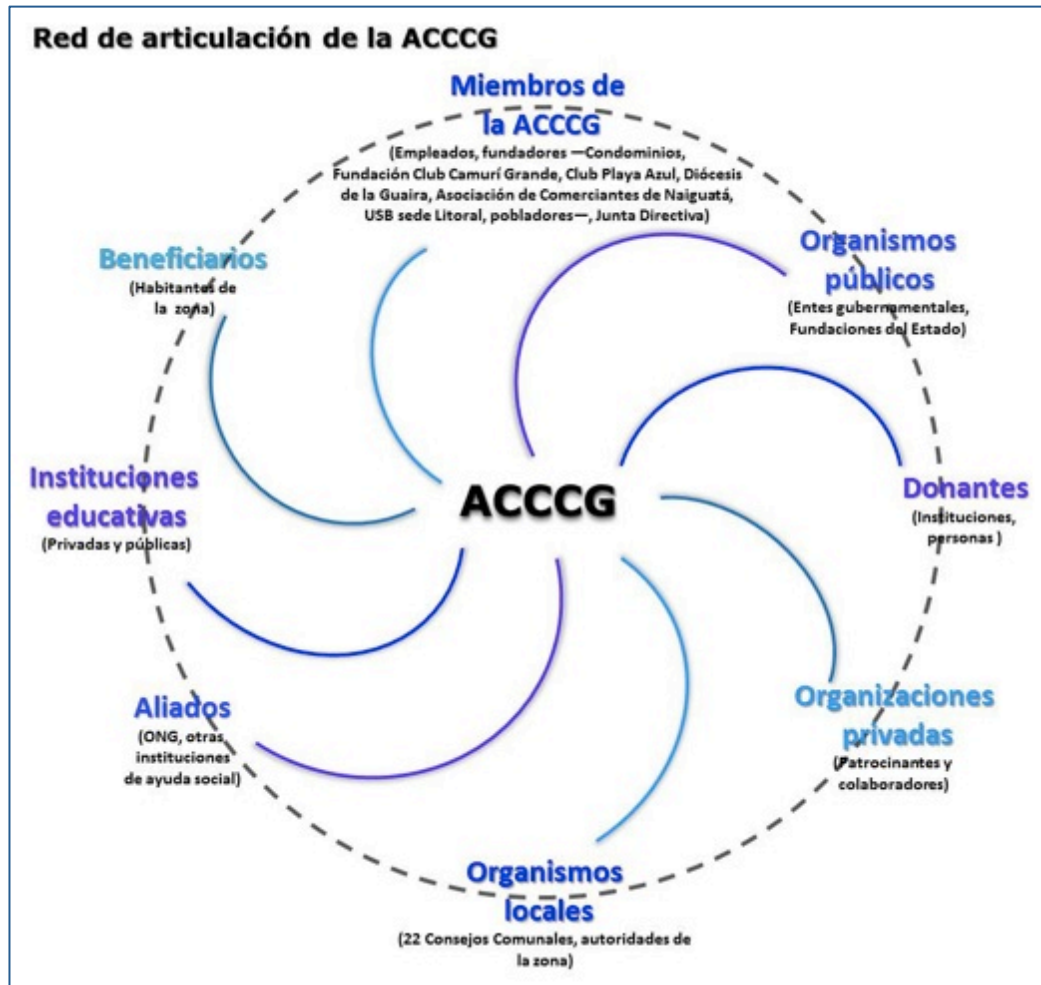 Red de articulación de la ACCCG
Miembros de
la ACCCG
(Empleados, fundadores —Condominios,
Fundación Club Camurí Grande, Club Playa Azul, Diócesis
de la Guaira, Asociación de Comerciantes de Naiguatá,
USB sede Litoral, pobladores—, Junta Directiva)
Organismos
públicos
(Entes gubernamentales,
Fundaciones del Estado)
Beneficiarios
(Habitantes de
la zona)
Instituciones
educativas
(Privadas y públicas)
ACCCG
Donantes
(Instituciones,
personas )
Organizaciones
privadas
(Patrocinantes y
colaboradores)
Aliados
(ONG, otras
instituciones
de ayuda social)
Organismos
locales
(22 Consejos Comunales, autoridades de
la zona)